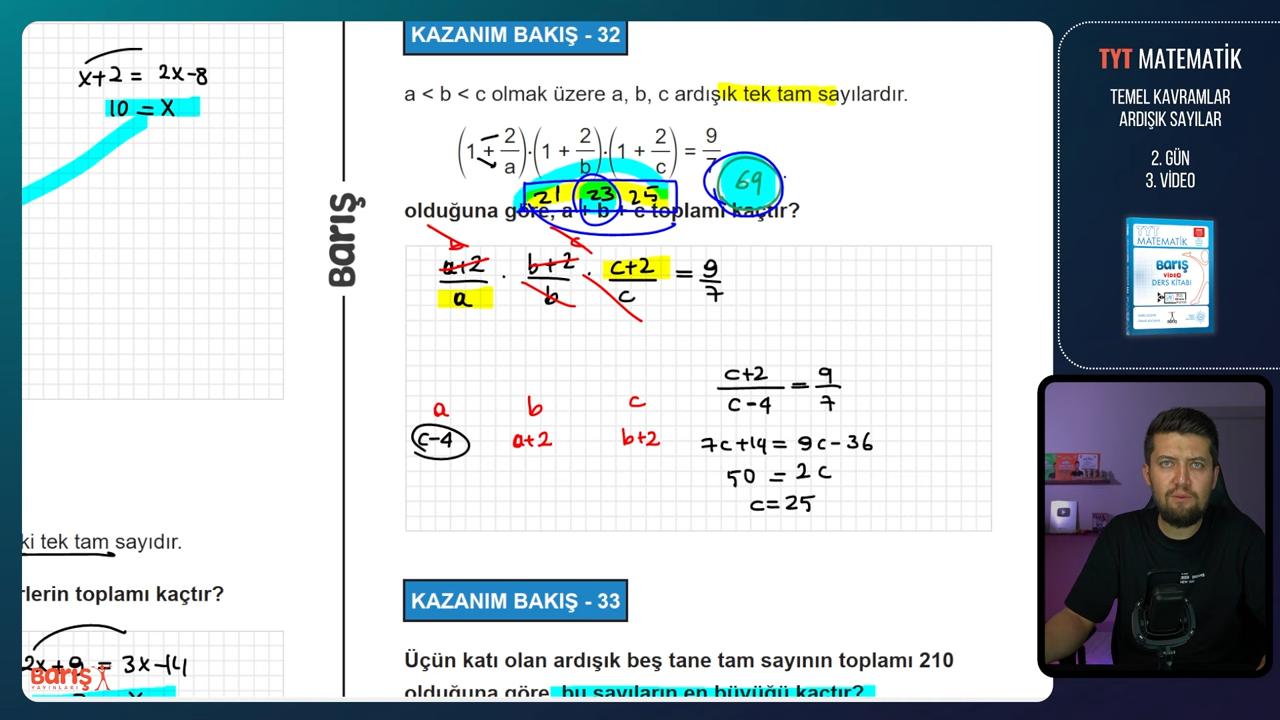 x+2 = 2x-8
10 = x
ki tek tam sayıdır.
rlerin toplamı kaçtır?
2x+9 = 3x-14
Barış
YAYINLARI
Barış
KAZANIM BAKIŞ - 32
a < b < c olmak üzere a, b, c ardışık tek tam sayılardır.
(1 + 2/a)·(1 + 2/b)·(1 + 2/c) = 9/7
21 23 25
69
olduğuna göre, a + b + c toplamı kaçtır?
b c
a+2/a · b+2/b · c+2/c = 9/7
c+2/c-4 = 9/7
a b c
c-4 a+2 b+2
7c+14 = 9c-36
50 = 2c
c=25
KAZANIM BAKIŞ - 33
Üçün katı olan ardışık beş tane tam sayının toplamı 210
olduğuna göre, bu sayıların en büyüğü kaçtır?
TYT MATEMATİK
TEMEL KAVRAMLAR
ARDIŞIK SAYILAR
2. GÜN
3. VİDEO
TYT
MATEMATİK
Barış
VİDEO
DERS KİTABI